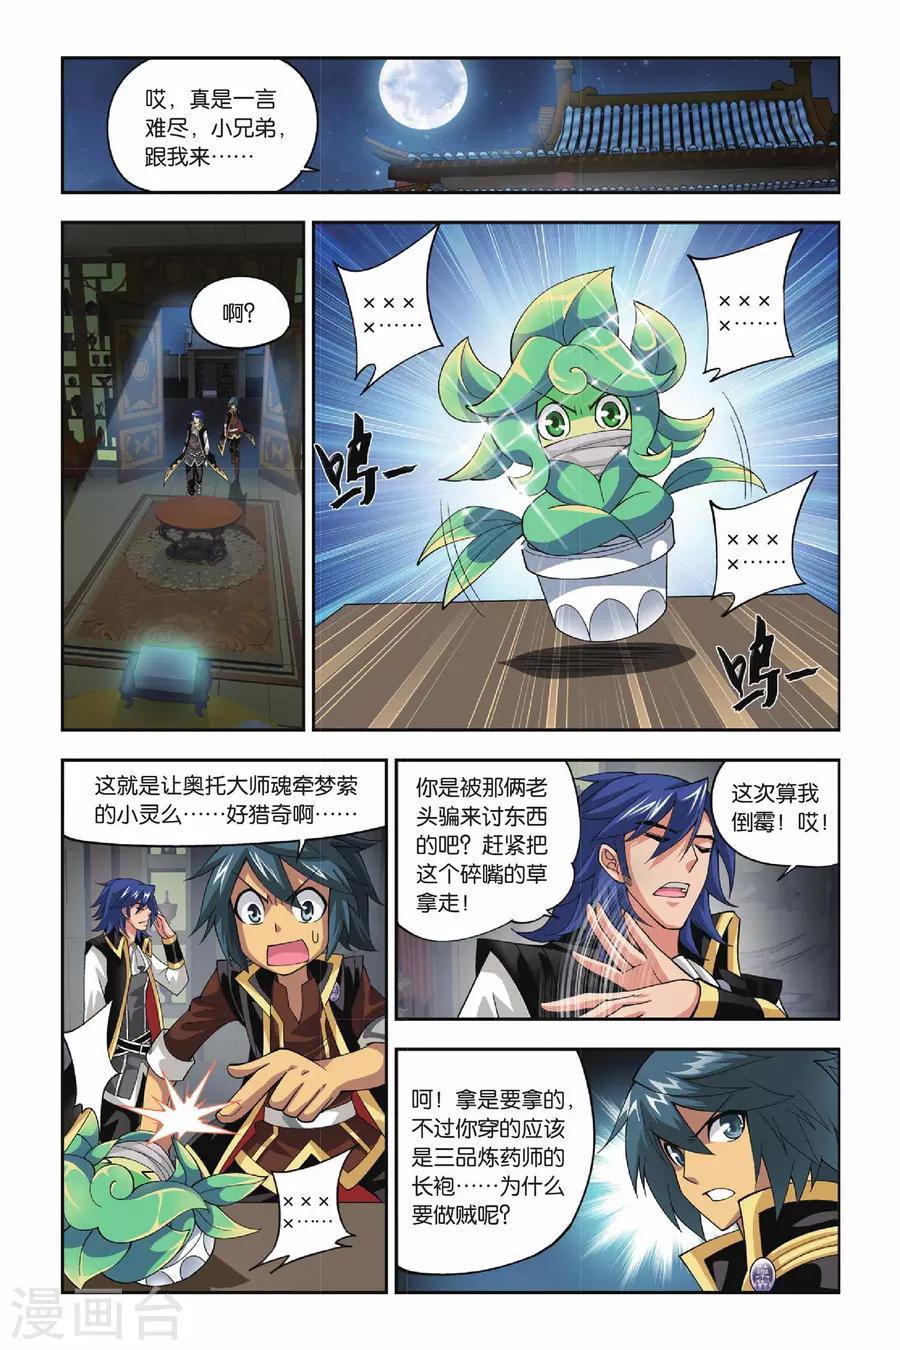 哎，真是一言
难尽，小兄弟，
跟我来……
啊？
×××
×……
×××
×……
呜一
×××
×……
×××
×……
呜一
这就是让奥托大师魂牵梦萦
的小灵么……好猎奇啊……
×××
×……
你是被那俩老
头骗来讨东西
的吧？赶紧把
这个碎嘴的草
拿走！
这次算我
倒霉！哎！
呵！拿是要拿的，
不过你穿的应该
是三品炼药师的
长袍……为什么
要做贼呢？
漫画台